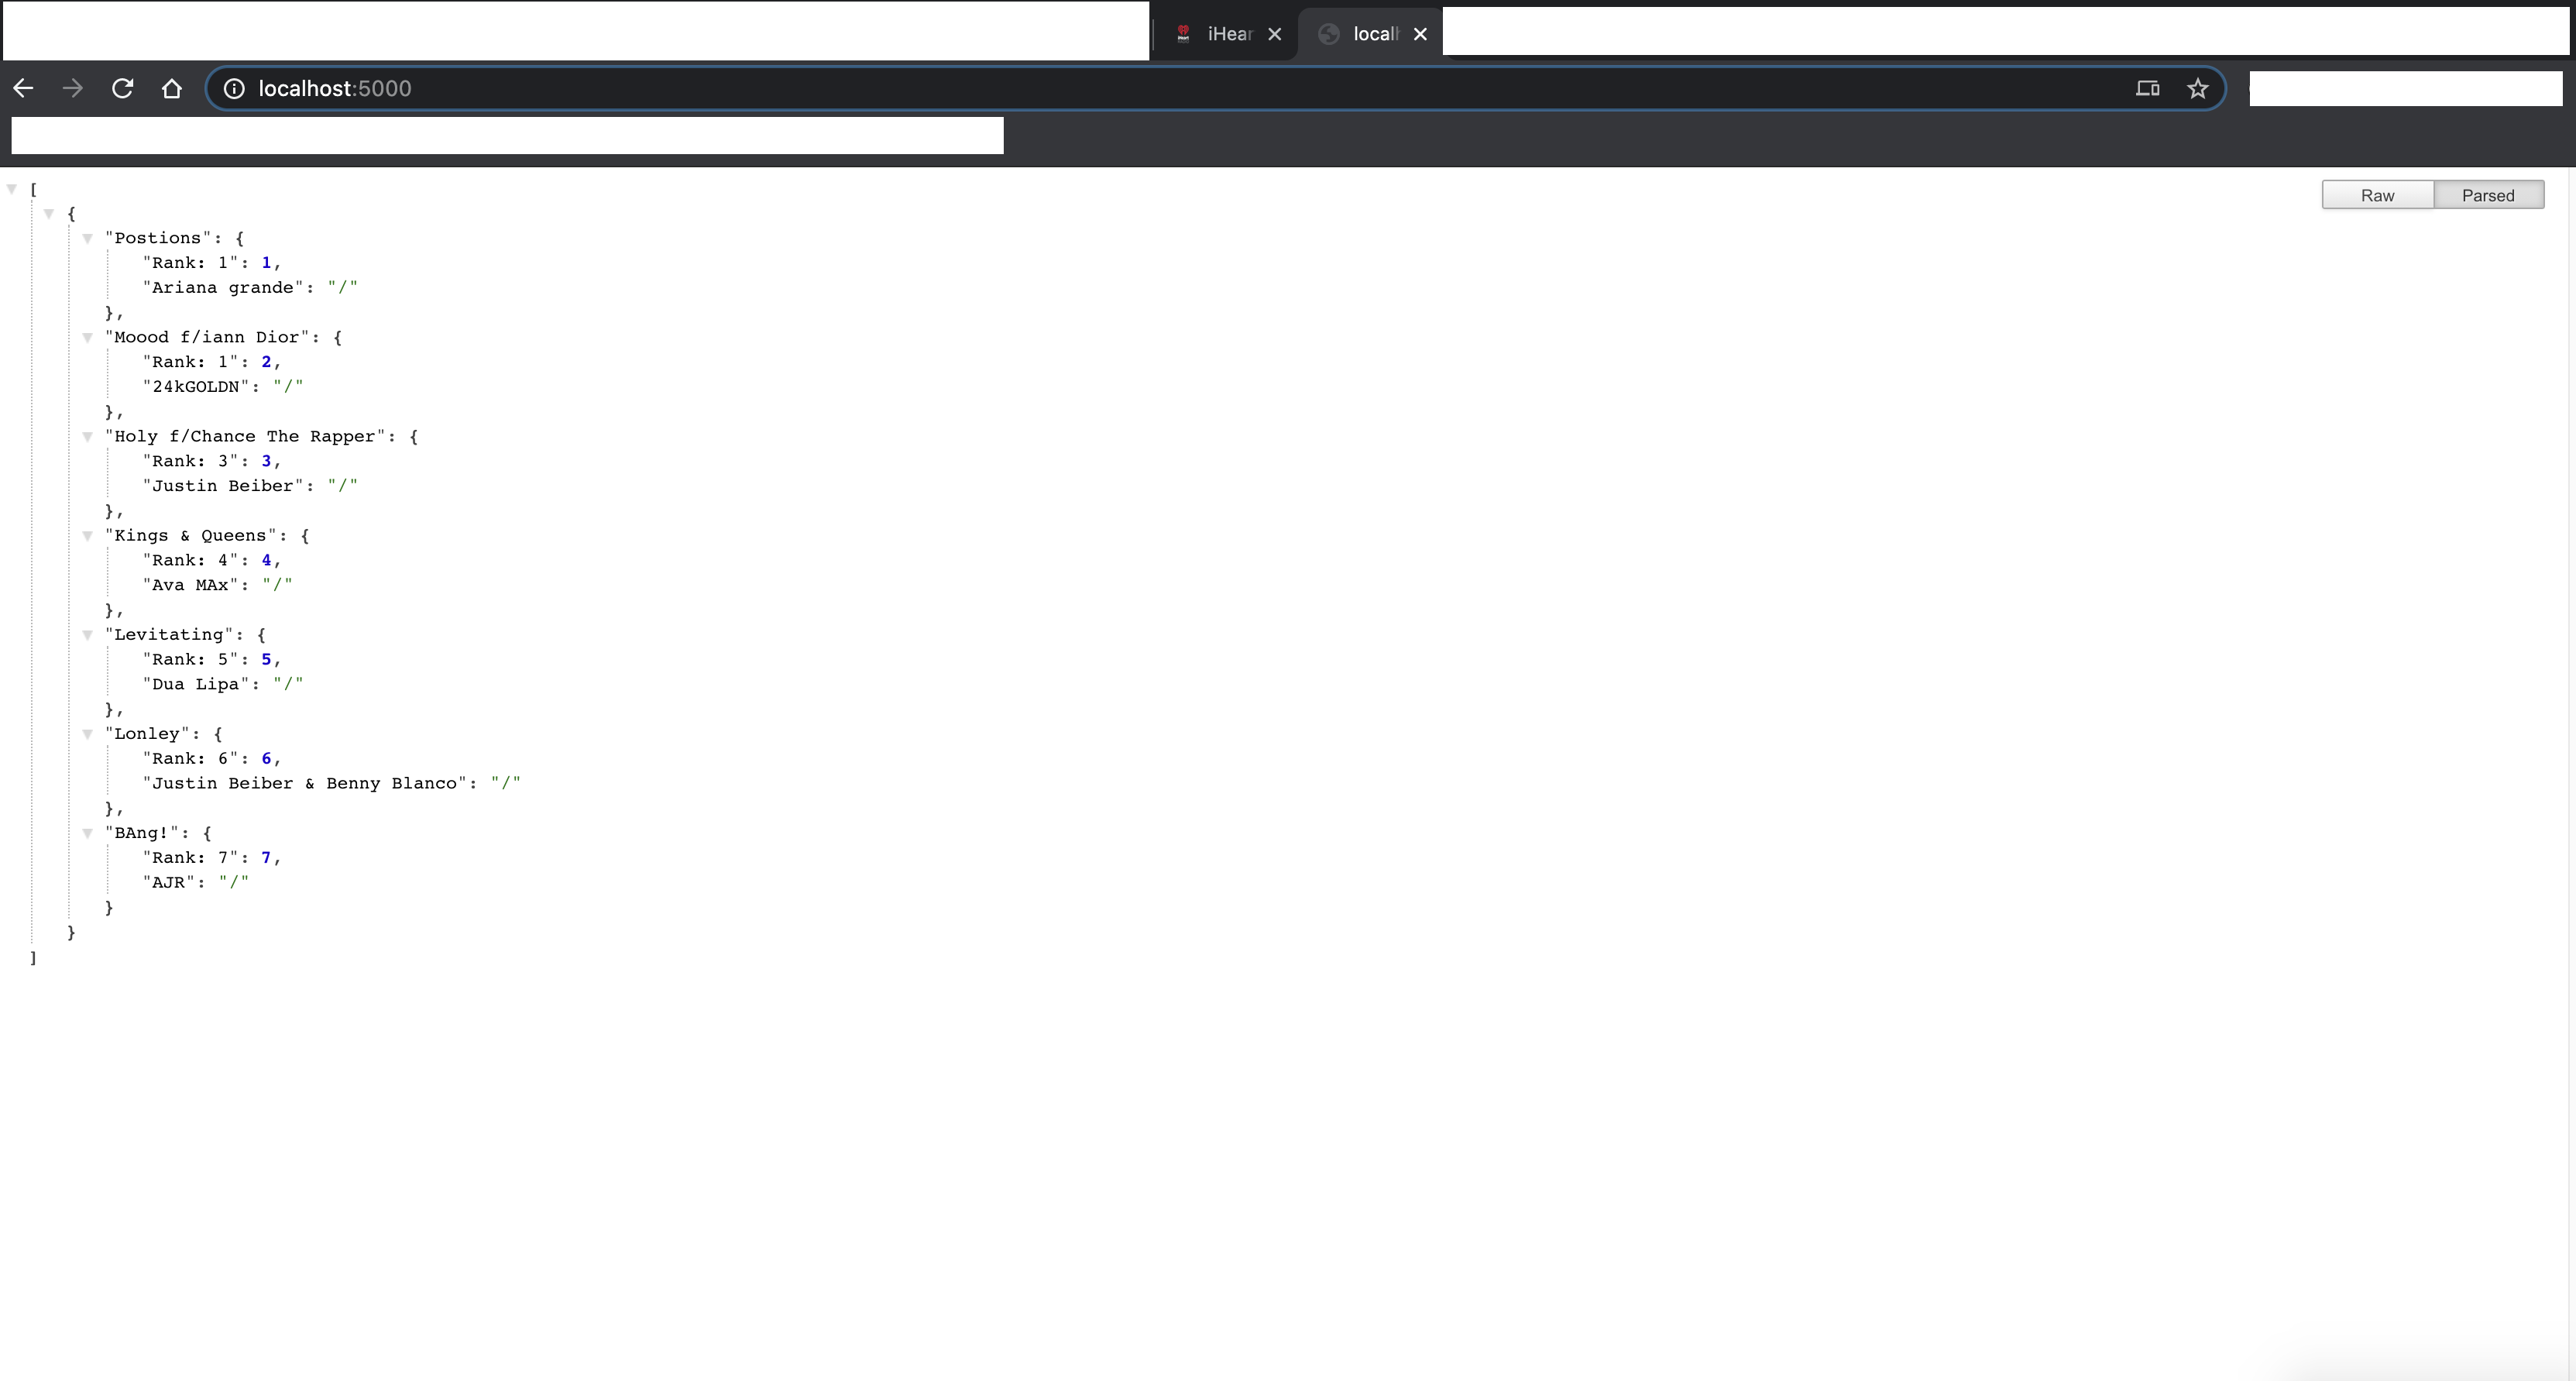 iHear
localh
localhost:5000
Raw Parsed
[
{
"Postions": {
"Rank: 1": 1,
"Ariana grande": "/"
},
"Moood f/iann Dior": {
"Rank: 1": 2,
"24kGOLDN": "/"
},
"Holy f/Chance The Rapper": {
"Rank: 3": 3,
"Justin Beiber": "/"
},
"Kings & Queens": {
"Rank: 4": 4,
"Ava MAx": "/"
},
"Levitating": {
"Rank: 5": 5,
"Dua Lipa": "/"
},
"Lonley": {
"Rank: 6": 6,
"Justin Beiber & Benny Blanco": "/"
},
"BAng!": {
"Rank: 7": 7,
"AJR": "/"
}
}
]